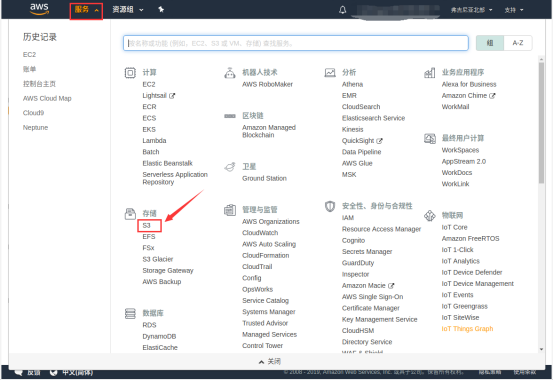 aws
服务
资源组
弗吉尼亚北部
支持
历史记录
EC2
账单
控制台主页
AWS Cloud Map
Cloud9
Neptune
按名称或功能 (例如，EC2、S3 或 VM、存储) 查找服务。
组
A-Z
计算
EC2
Lightsail
ECR
ECS
EKS
Lambda
Batch
Elastic Beanstalk
Serverless Application
Repository
存储
S3
EFS
FSx
S3 Glacier
Storage Gateway
AWS Backup
数据库
RDS
DynamoDB
ElastiCache
机器人技术
AWS RoboMaker
区块链
Amazon Managed
Blockchain
卫星
Ground Station
管理与监管
AWS Organizations
CloudWatch
AWS Auto Scaling
CloudFormation
CloudTrail
Config
OpsWorks
Service Catalog
Systems Manager
Trusted Advisor
Managed Services
Control Tower
分析
Athena
EMR
CloudSearch
Elasticsearch Service
Kinesis
QuickSight
Data Pipeline
AWS Glue
MSK
安全性、身份与合规性
IAM
Resource Access Manager
Cognito
Secrets Manager
GuardDuty
Inspector
Amazon Macie
AWS Single Sign-On
Certificate Manager
Key Management Service
CloudHSM
Directory Service
WAF & Shield
业务应用程序
Alexa for Business
Amazon Chime
WorkMail
最终用户计算
WorkSpaces
AppStream 2.0
WorkDocs
WorkLink
物联网
IoT Core
Amazon FreeRTOS
IoT 1-Click
IoT Analytics
IoT Device Defender
IoT Device Management
IoT Events
IoT Greengrass
IoT SiteWise
IoT Things Graph
关闭
反馈
中文(简体)
© 2008 - 2019, Amazon Web Services, Inc. 或其子公司。保留所有权利。
隐私策略
使用条款